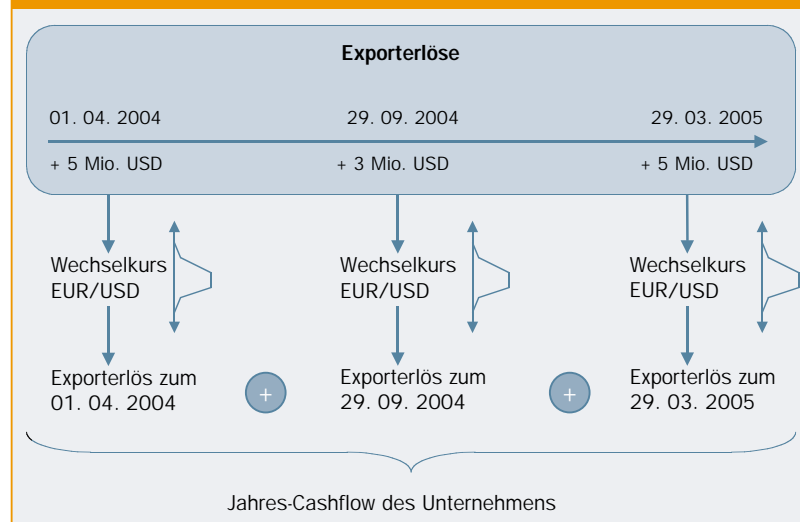 Exporterlöse
01. 04. 2004 29. 09. 2004 29. 03. 2005
+ 5 Mio. USD + 3 Mio. USD + 5 Mio. USD
Wechselkurs Wechselkurs Wechselkurs
EUR/USD EUR/USD EUR/USD
Exporterlös zum Exporterlös zum Exporterlös zum
01. 04. 2004 + 29. 09. 2004 + 29. 03. 2005
Jahres-Cashflow des Unternehmens